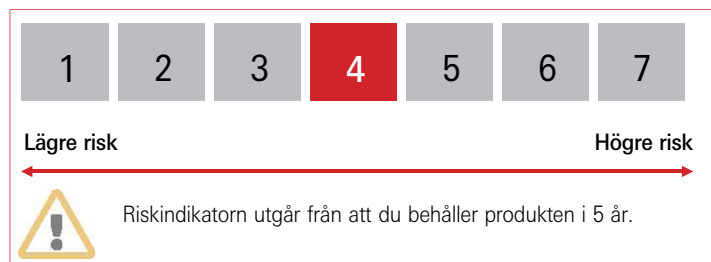 1 2 3 4 5 6 7
Lägre risk Högre risk
Riskindikatorn utgår från att du behåller produkten i 5 år.